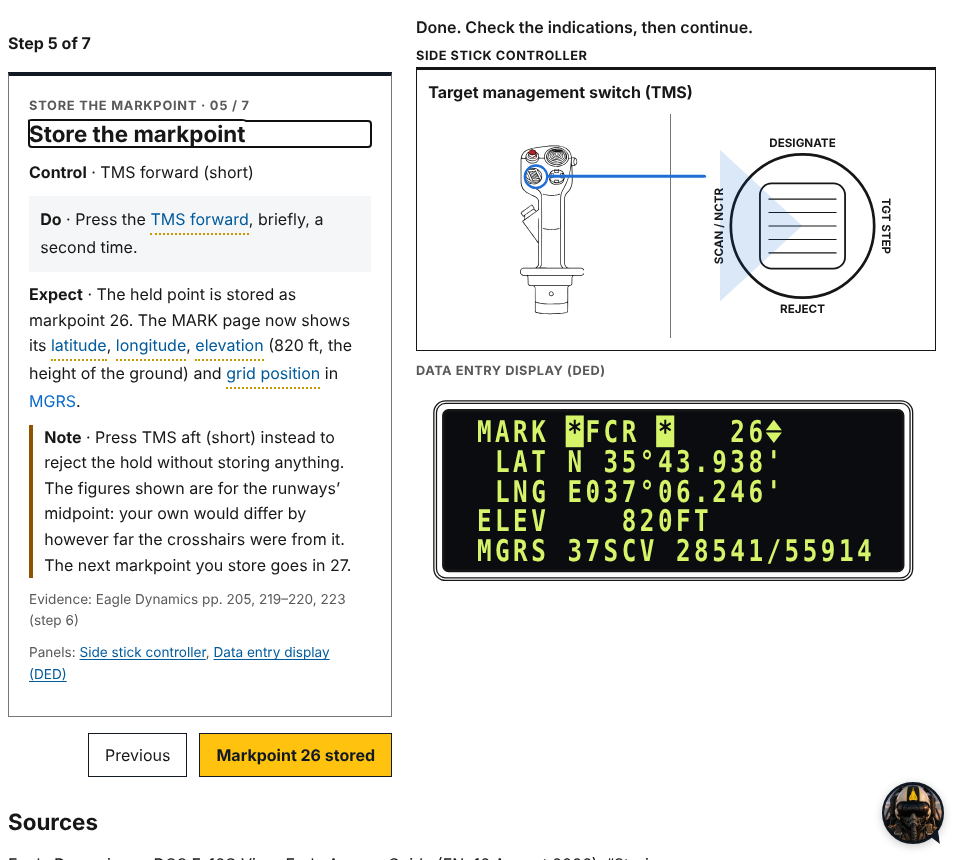 Step 5 of 7
STORE THE MARKPOINT · 05 / 7
Store the markpoint
Control · TMS forward (short)
Do · Press the TMS forward, briefly, a
second time.
Expect · The held point is stored as
markpoint 26. The MARK page now shows
its latitude, longitude, elevation (820 ft, the
height of the ground) and grid position in
MGRS.
Note · Press TMS aft (short) instead to
reject the hold without storing anything.
The figures shown are for the runways’
midpoint: your own would differ by
however far the crosshairs were from it.
The next markpoint you store goes in 27.
Evidence: Eagle Dynamics pp. 205, 219–220, 223
(step 6)
Panels: Side stick controller, Data entry display
(DED)
Previous
Markpoint 26 stored
Done. Check the indications, then continue.
SIDE STICK CONTROLLER
Target management switch (TMS)
DESIGNATE
SCAN / NCTR
TGT STEP
REJECT
DATA ENTRY DISPLAY (DED)
MARK *FCR * 26
LAT N 35°43.938'
LNG E037°06.246'
ELEV 820FT
MGRS 37SCV 28541/55914
Sources